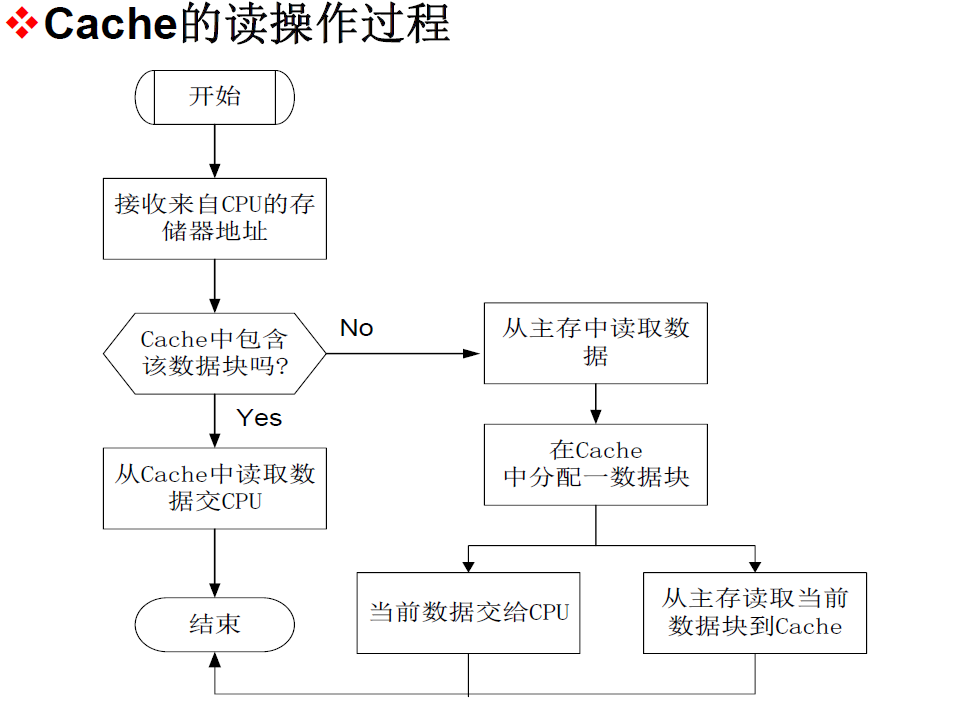 ❖Cache的读操作过程
开始
接收来自CPU的存
储器地址
Cache中包含
该数据块吗?
No
Yes
从主存中读取数
据
在Cache
中分配一数据块
从Cache中读取数
据交CPU
当前数据交给CPU
从主存读取当前
数据块到Cache
结束